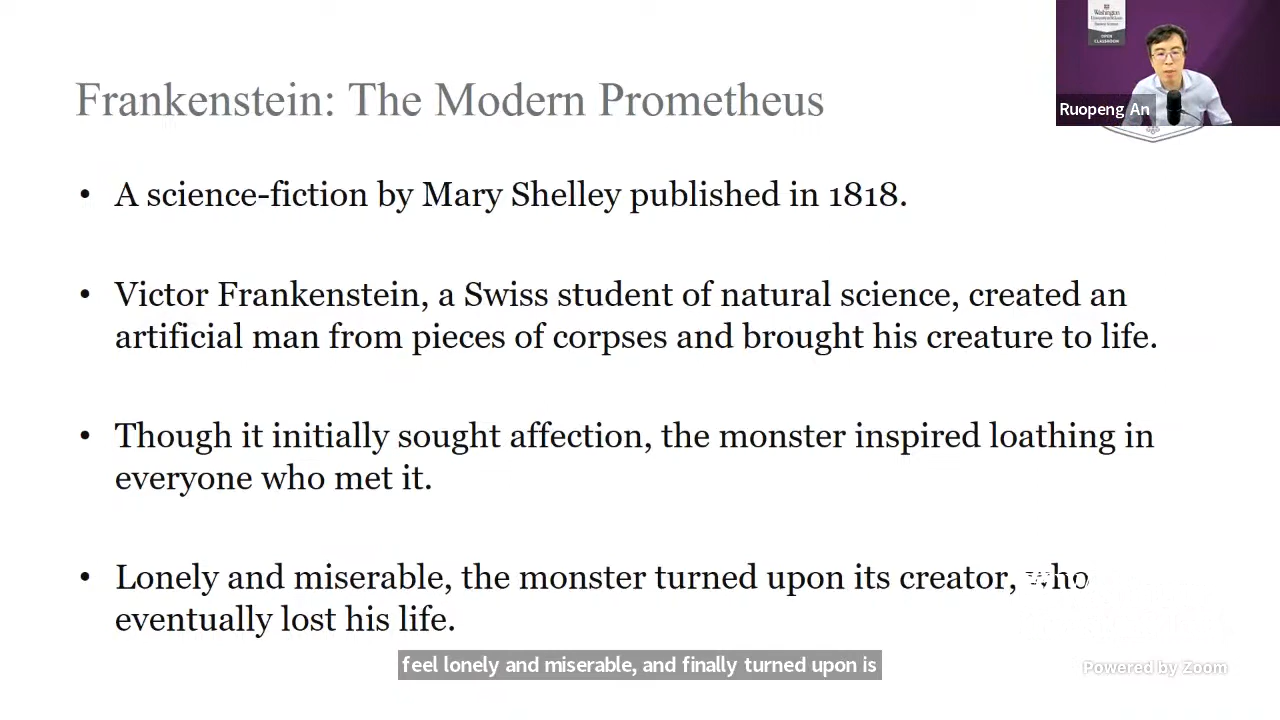 Washington
OPEN
CLASSROOM
Ruopeng An
Frankenstein: The Modern Prometheus
• A science-fiction by Mary Shelley published in 1818.
• Victor Frankenstein, a Swiss student of natural science, created an
artificial man from pieces of corpses and brought his creature to life.
• Though it initially sought affection, the monster inspired loathing in
everyone who met it.
• Lonely and miserable, the monster turned upon its creator, who
eventually lost his life.
feel lonely and miserable, and finally turned upon is
Powered by Zoom